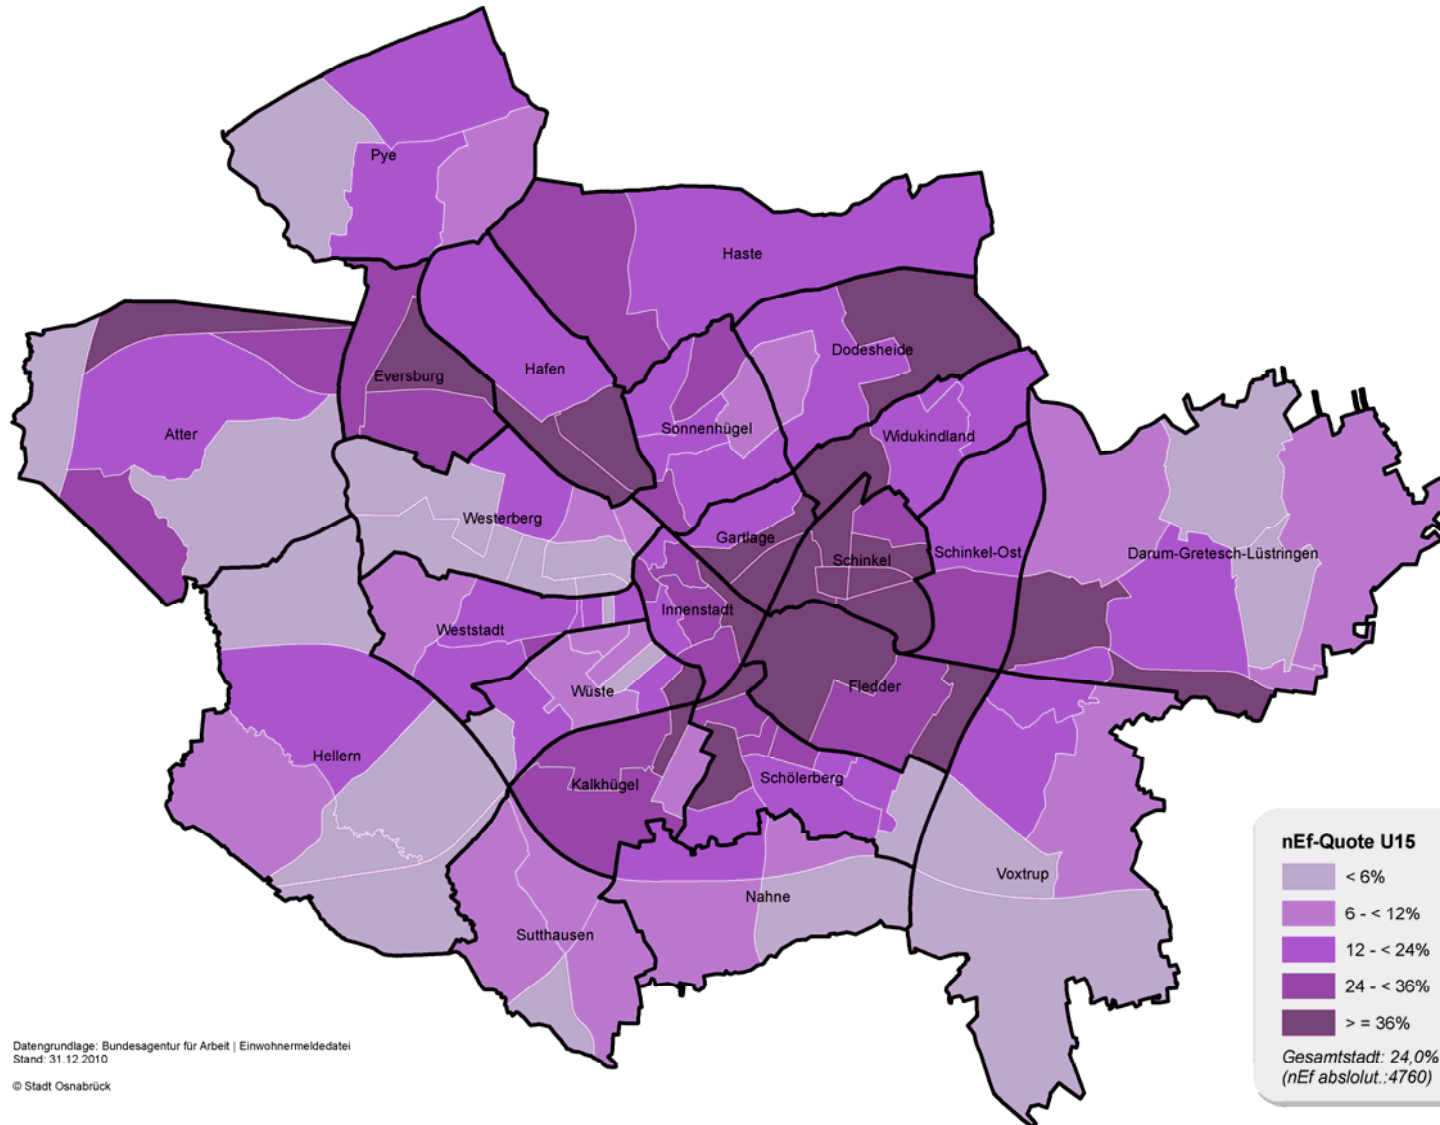 Pye
Haste
Dodesheide
Hafen
Eversburg
Atter
Sonnenhügel
Widukindland
Westerberg
Gartlage
Schinkel
Schinkel-Ost
Darum-Gretesch-Lüstringen
Innenstadt
Weststadt
Wüste
Fledder
Hellern
Kalkhügel
Schölerberg
Voxtrup
Nahne
Sutthausen
nEf-Quote U15
< 6%
6 - < 12%
12 - < 24%
24 - < 36%
> = 36%
Gesamtstadt: 24,0%
(nEf abslolut.:4760)
Datengrundlage: Bundesagentur für Arbeit | Einwohnermeldedatei
Stand: 31.12.2010
© Stadt Osnabrück